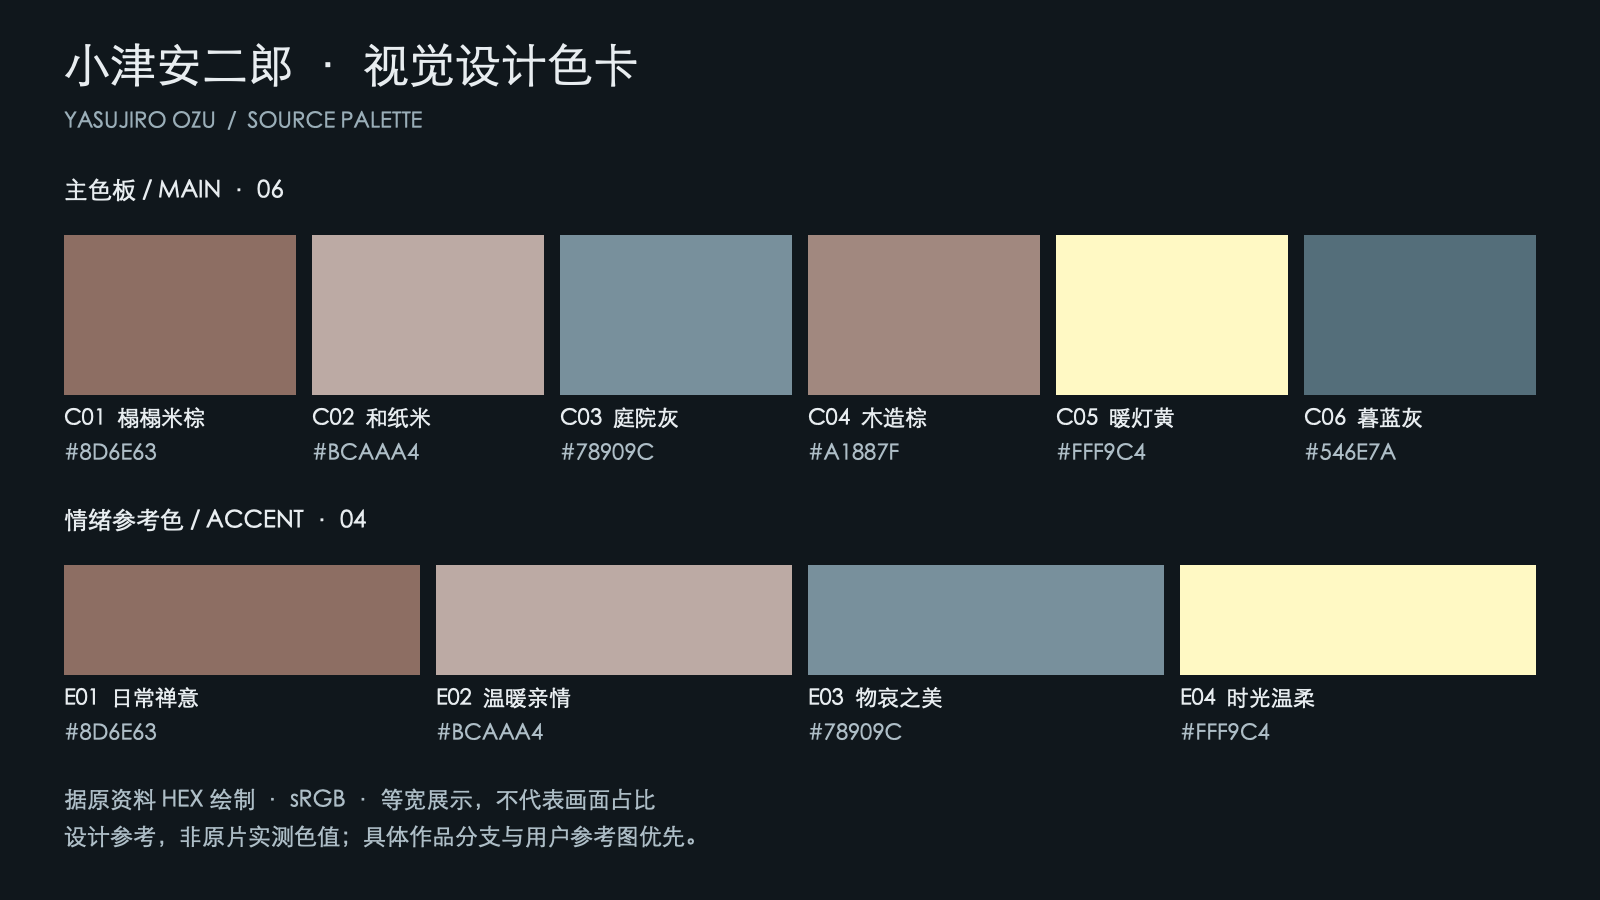 小津安二郎 · 视觉设计色卡
YASUJIRO OZU / SOURCE PALETTE
主色板 / MAIN · 06
C01 榻榻米棕
#8D6E63
C02 和纸米
#BCAAA4
C03 庭院灰
#78909C
C04 木造棕
#A1887F
C05 暖灯黄
#FFF9C4
C06 暮蓝灰
#546E7A
情绪参考色 / ACCENT · 04
E01 日常禅意
#8D6E63
E02 温暖亲情
#BCAAA4
E03 物哀之美
#78909C
E04 时光温柔
#FFF9C4
据原资料 HEX 绘制 · sRGB · 等宽展示，不代表画面占比
设计参考，非原片实测色值；具体作品分支与用户参考图优先。